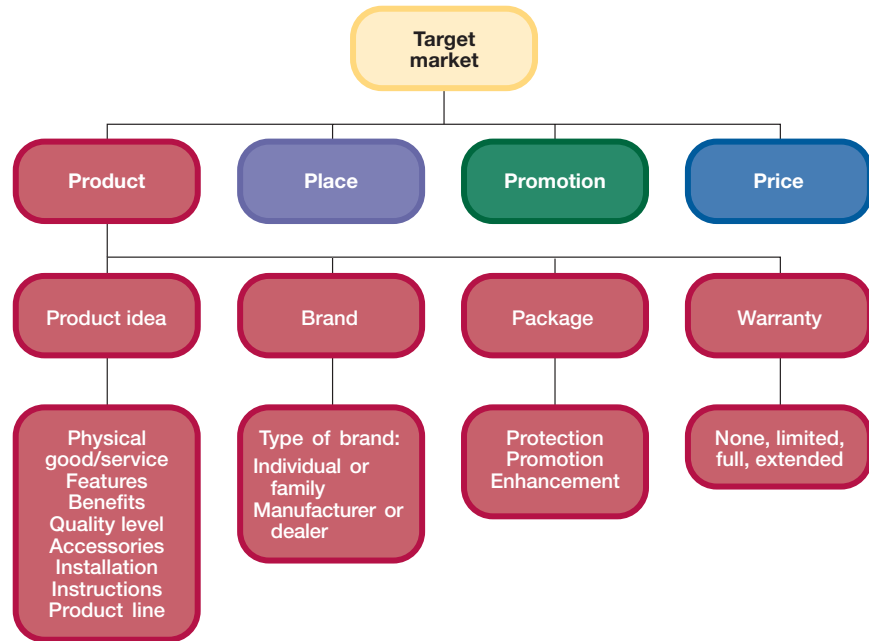 Target
market
Product
Place
Promotion
Price
Product idea
Brand
Package
Warranty
Physical
good/service
Features
Benefits
Quality level
Accessories
Installation
Instructions
Product line
Type of brand:
Individual or
family
Manufacturer or
dealer
Protection
Promotion
Enhancement
None, limited,
full, extended